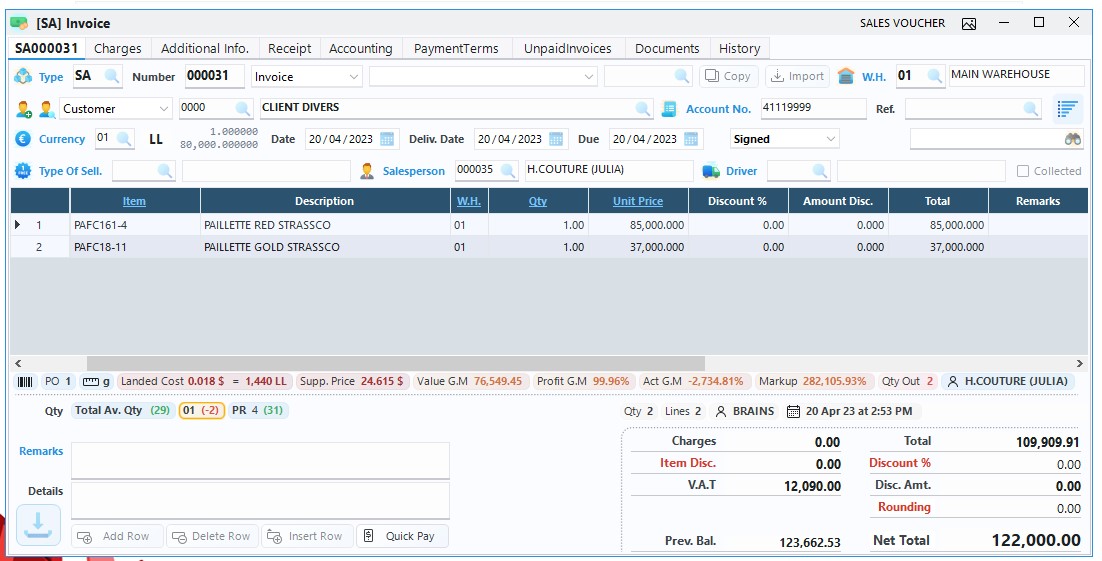 [SA] Invoice SALES VOUCHER
SA000031 Charges Additional Info. Receipt Accounting PaymentTerms UnpaidInvoices Documents History
Type SA Number 000031 Invoice Copy Import W.H. 01 MAIN WAREHOUSE
Customer 0000 CLIENT DIVERS Account No. 41119999 Ref.
Currency 01 LL 1.000000 80,000.000000 Date 20/04/2023 Deliv. Date 20/04/2023 Due 20/04/2023 Signed
Type Of Sell. Salesperson 000035 H.COUTURE (JULIA) Driver Collected
Item Description W.H. Qty Unit Price Discount % Amount Disc. Total Remarks
1 PAFC161-4 PAILLETTE RED STRASSCO 01 1.00 85,000.000 0.00 0.000 85,000.000
2 PAFC18-11 PAILLETTE GOLD STRASSCO 01 1.00 37,000.000 0.00 0.000 37,000.000
PO 1 g Landed Cost 0.018 $ = 1,440 LL Supp. Price 24.615 $ Value G.M 76,549.45 Profit G.M 99.96% Act G.M -2,734.81% Markup 282,105.93% Qty Out 2 H.COUTURE (JULIA)
Qty Total Av. Qty (29) 01 (-2) PR 4 (31) Qty 2 Lines 2 BRAINS 20 Apr 23 at 2:53 PM
Remarks
Details
Add Row Delete Row Insert Row Quick Pay
Charges 0.00 Total 109,909.91
Item Disc. 0.00 Discount % 0.00
V.A.T 12,090.00 Disc. Amt. 0.00
Rounding 0.00
Prev. Bal. 123,662.53 Net Total 122,000.00